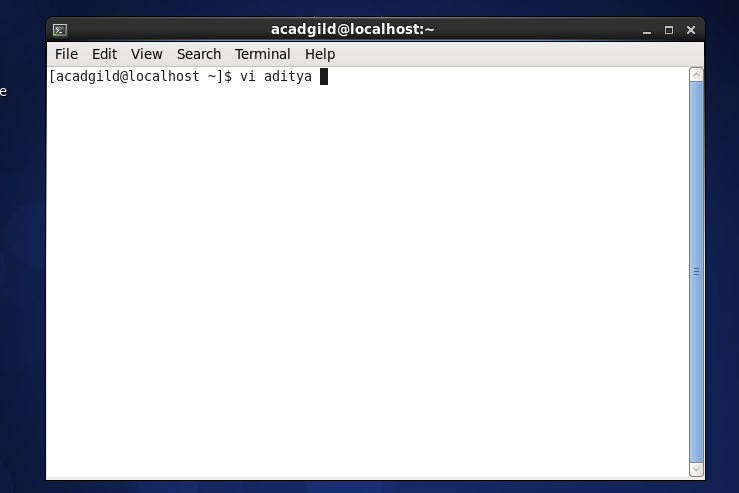 acadgild@localhost:~
File Edit View Search Terminal Help
[acadgild@localhost ~]$ vi aditya
e